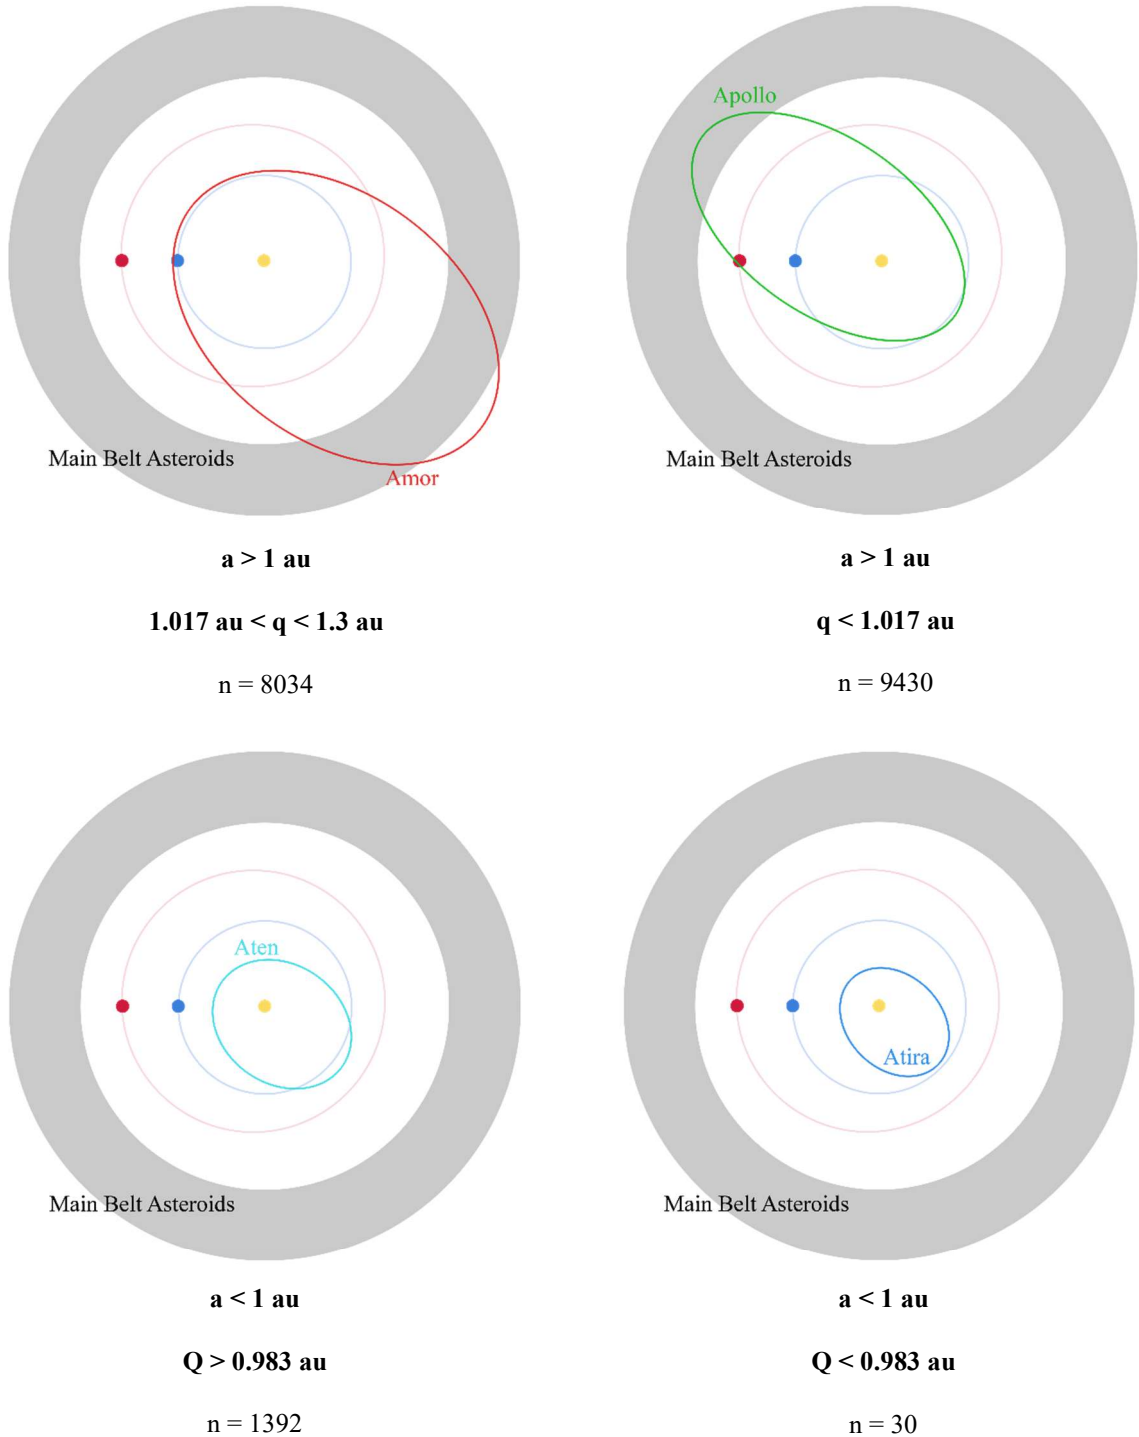 Apollo
Main Belt Asteroids
Amor
Main Belt Asteroids
a > 1 au
1.017 au < q < 1.3 au
n = 8034
a > 1 au
q < 1.017 au
n = 9430
Aten
Main Belt Asteroids
Atira
Main Belt Asteroids
a < 1 au
Q > 0.983 au
n = 1392
a < 1 au
Q < 0.983 au
n = 30